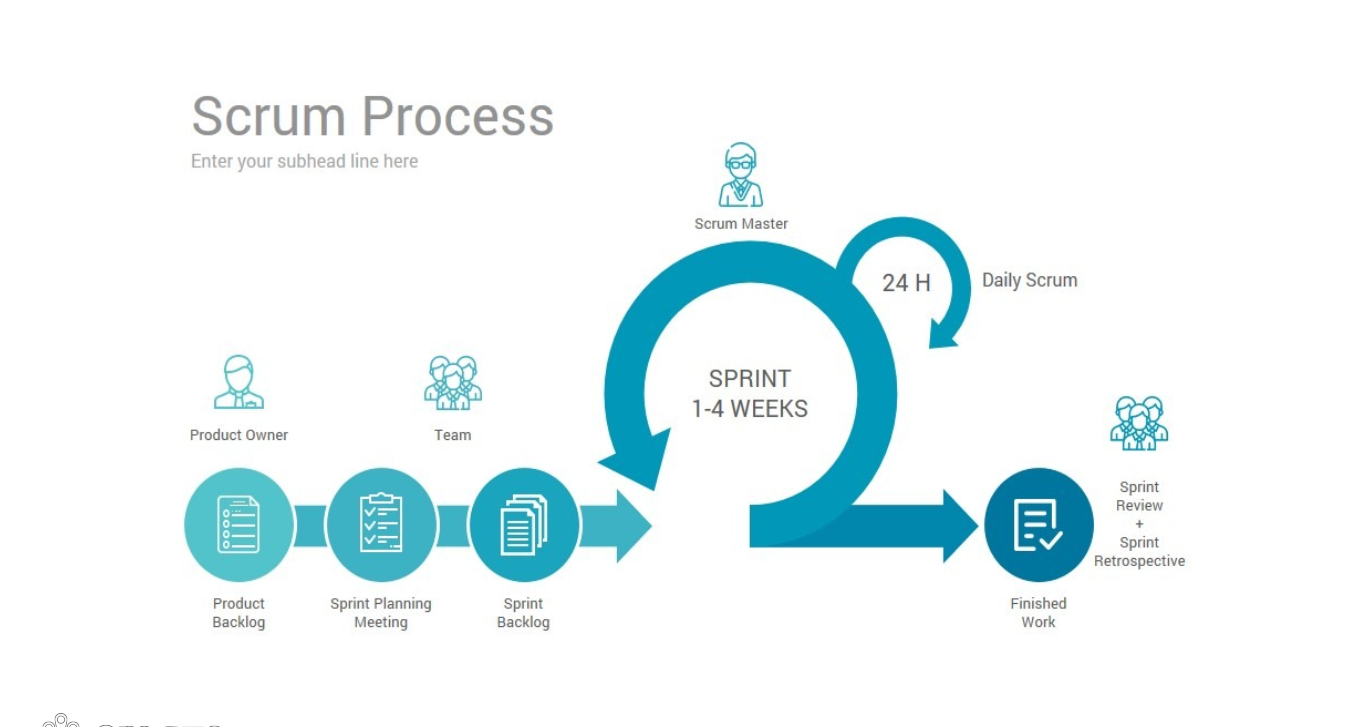 Scrum Process
Enter your subhead line here
Scrum Master
24 H
Daily Scrum
SPRINT
1-4 WEEKS
Product Owner
Team
Sprint
Review
+
Sprint
Retrospective
Product
Backlog
Sprint Planning
Meeting
Sprint
Backlog
Finished
Work